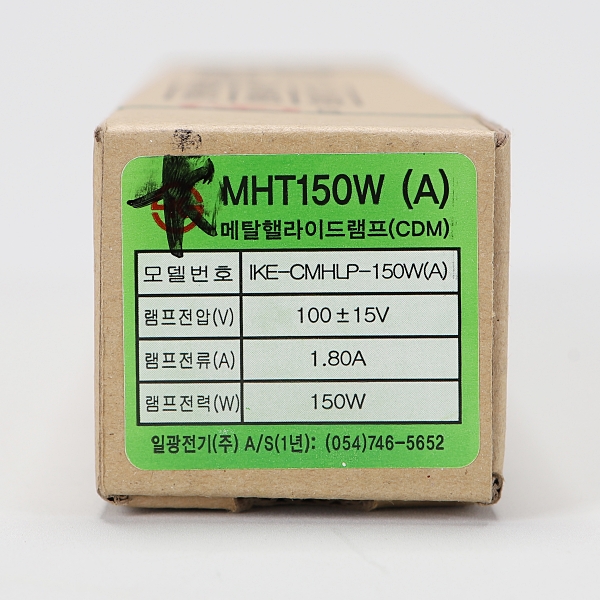 MHT150W (A)
메탈핼라이드램프(CDM)
모델번호 IKE-CMHLP-150W(A)
램프전압(V) 100±15V
램프전류(A) 1.80A
램프전력(W) 150W
일광전기(주) A/S(1년): (054)746-5652